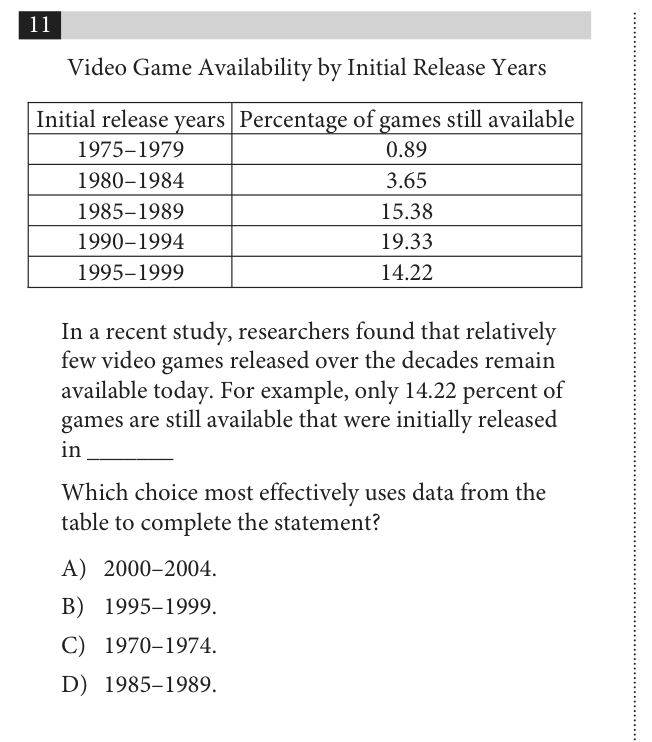 11
Video Game Availability by Initial Release Years
Initial release years Percentage of games still available
1975–1979 0.89
1980–1984 3.65
1985–1989 15.38
1990–1994 19.33
1995–1999 14.22
In a recent study, researchers found that relatively
few video games released over the decades remain
available today. For example, only 14.22 percent of
games are still available that were initially released
in _______
Which choice most effectively uses data from the
table to complete the statement?
A) 2000–2004.
B) 1995–1999.
C) 1970–1974.
D) 1985–1989.